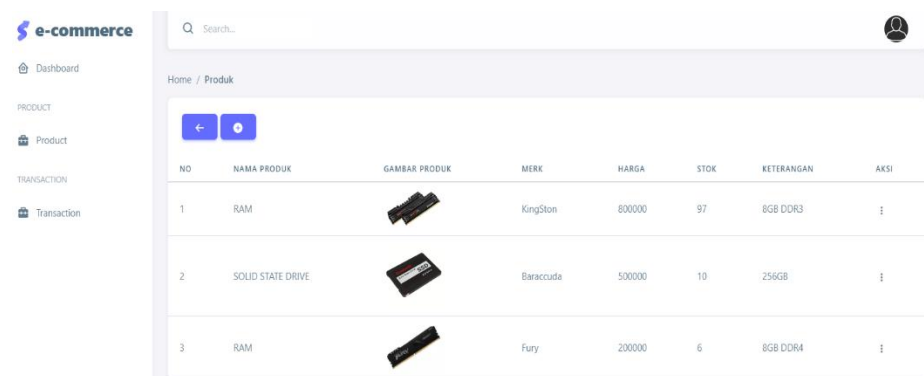 e-commerce
Search...
Dashboard
Home / Produk
PRODUCT
Product
TRANSACTION
Transaction
NO NAMA PRODUK GAMBAR PRODUK MERK HARGA STOK KETERANGAN AKSI
1 RAM KingSton 800000 97 8GB DDR3
2 SOLID STATE DRIVE Baraccuda 500000 10 256GB
3 RAM Fury 200000 6 8GB DDR4